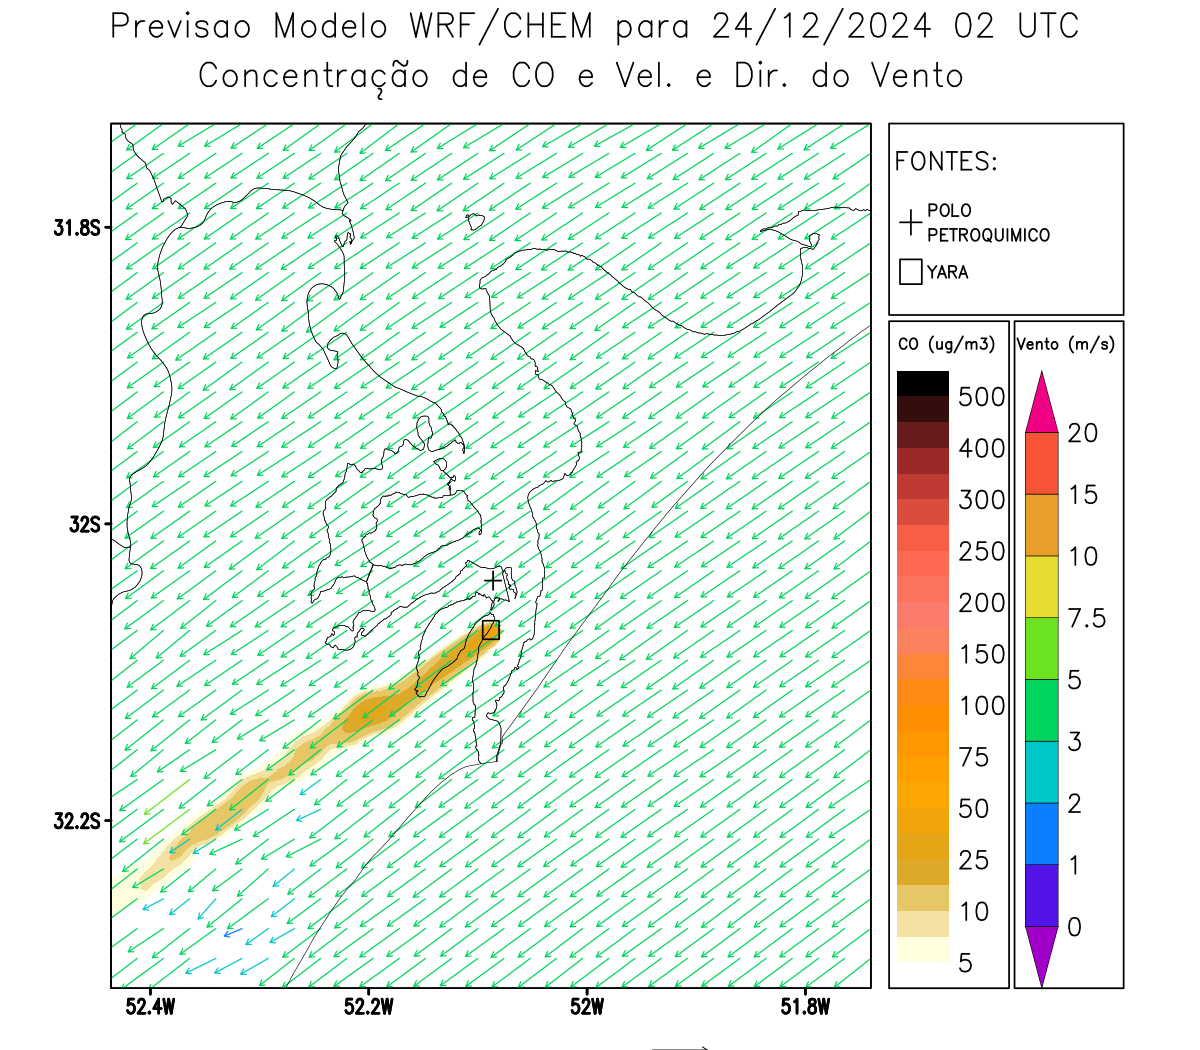 Previsao Modelo WRF/CHEM para 24/12/2024 02 UTC
Concentração de CO e Vel. e Dir. do Vento
FONTES:
POLO
PETROQUIMICO
YARA
31.8S
32S
32.2S
52.4W
52.2W
52W
51.8W
CO (ug/m3)
500
400
300
250
200
150
100
75
50
25
10
5
Vento (m/s)
20
15
10
7.5
5
3
2
1
0